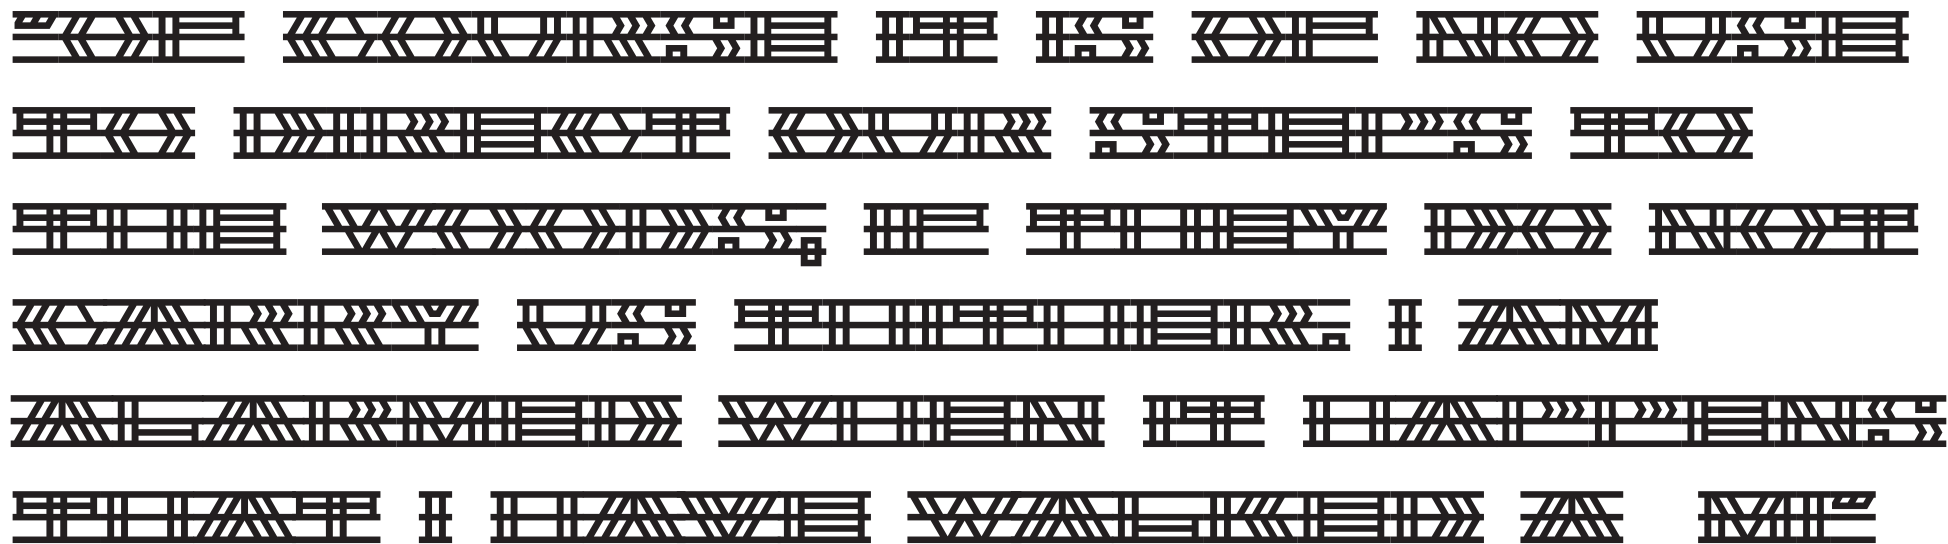 "OF COURSE IT IS OF NO USE
TO DIRECT OUR STEPS TO
THE WOODS, IF THEY DO NOT
CARRY US THITHER. I AM
ALARMED WHEN IT HAPPENS
THAT I HAVE WALKED A MI"